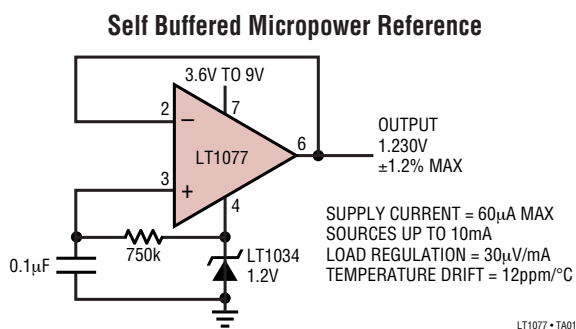 Self Buffered Micropower Reference
3.6V TO 9V
2
7
–
6
LT1077
OUTPUT
1.230V
±1.2% MAX
3
+
4
SUPPLY CURRENT = 60µA MAX
SOURCES UP TO 10mA
LOAD REGULATION = 30µV/mA
TEMPERATURE DRIFT = 12ppm/°C
750k
LT1034
1.2V
0.1µF
LT1077 • TA01